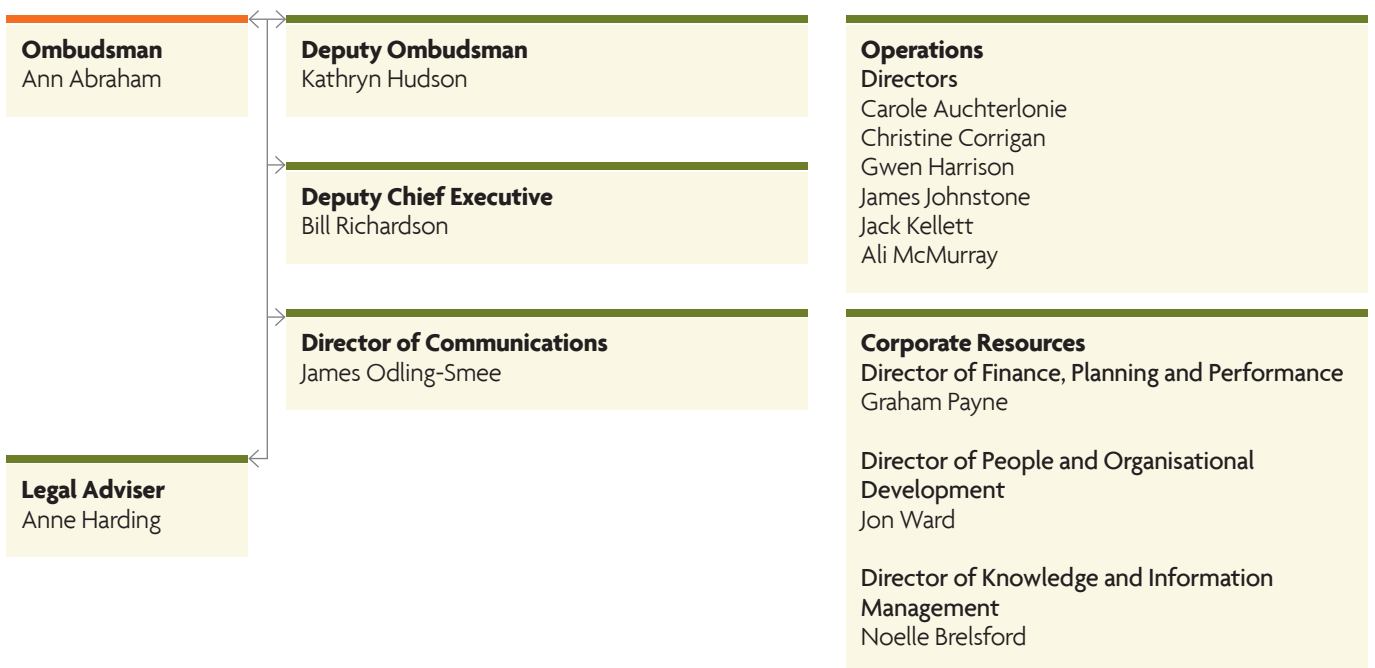 Ombudsman
Ann Abraham
Deputy Ombudsman
Kathryn Hudson
Deputy Chief Executive
Bill Richardson
Director of Communications
James Odling-Smee
Legal Adviser
Anne Harding
Operations
Directors
Carole Auchterlonie
Christine Corrigan
Gwen Harrison
James Johnstone
Jack Kellett
Ali McMurray
Corporate Resources
Director of Finance, Planning and Performance
Graham Payne
Director of People and Organisational
Development
Jon Ward
Director of Knowledge and Information
Management
Noelle Brelsford